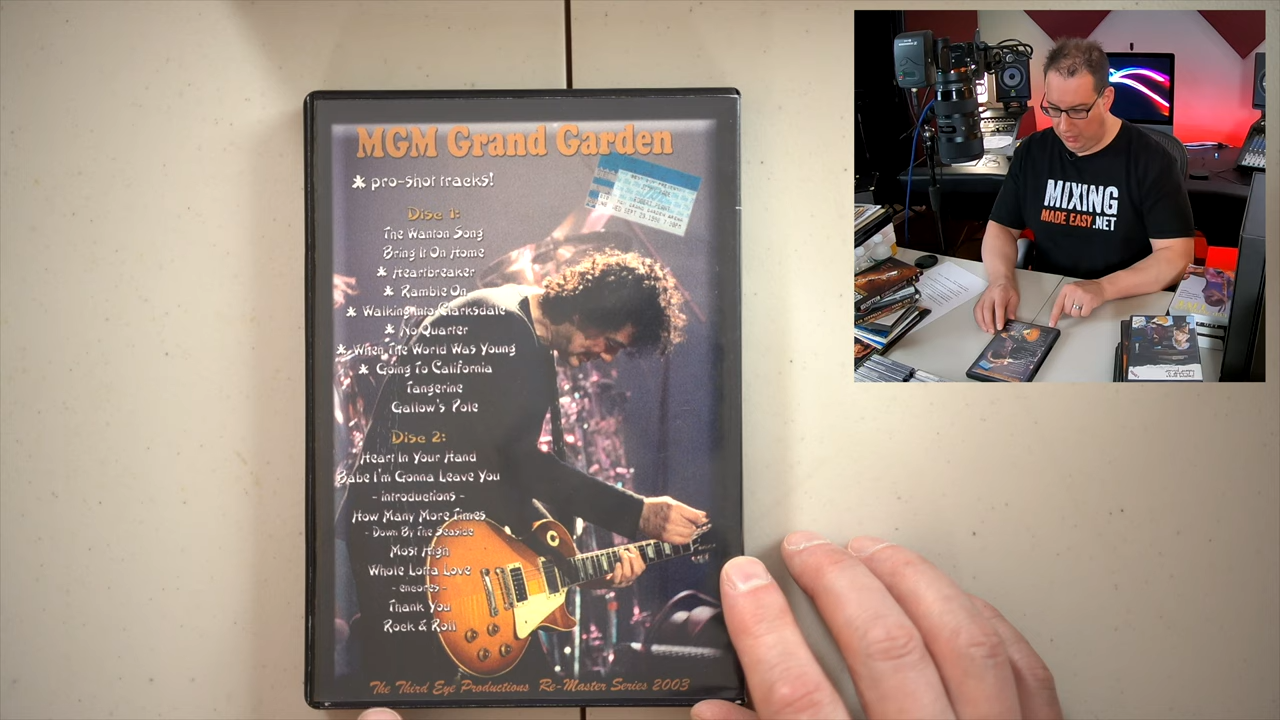 MGM Grand Garden
* pro-shot tracks!
Disc 1:
The Wanton Song
Bring It On Home
* Heartbreaker
* Ramble On
* Walking Into Clarksdale
* No Quarter
* When The World Was Young
* Going To California
Tangerine
Gallow's Pole
Disc 2:
Heart In Your Hand
Babe I'm Gonna Leave You
- introductions -
How Many More Times
- Down By The Seaside
Most High
Whole Lotta Love
- encores -
Thank You
Rock & Roll
The Third Eye Productions Re-Master Series 2003
MIXING
MADE EASY.NET